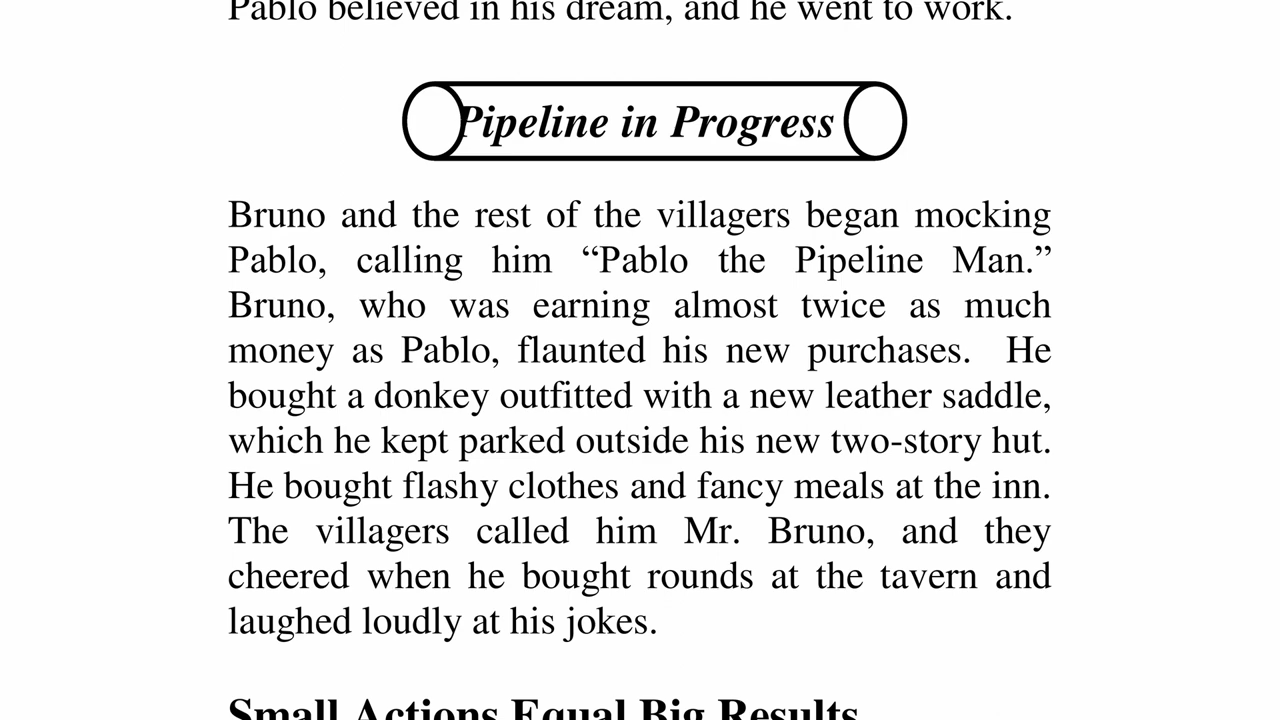 Pablo believed in his dream, and he went to work.
Pipeline in Progress
Bruno and the rest of the villagers began mocking
Pablo, calling him “Pablo the Pipeline Man.”
Bruno, who was earning almost twice as much
money as Pablo, flaunted his new purchases.  He
bought a donkey outfitted with a new leather saddle,
which he kept parked outside his new two-story hut.
He bought flashy clothes and fancy meals at the inn.
The villagers called him Mr. Bruno, and they
cheered when he bought rounds at the tavern and
laughed loudly at his jokes.
Small Actions Equal Big Results